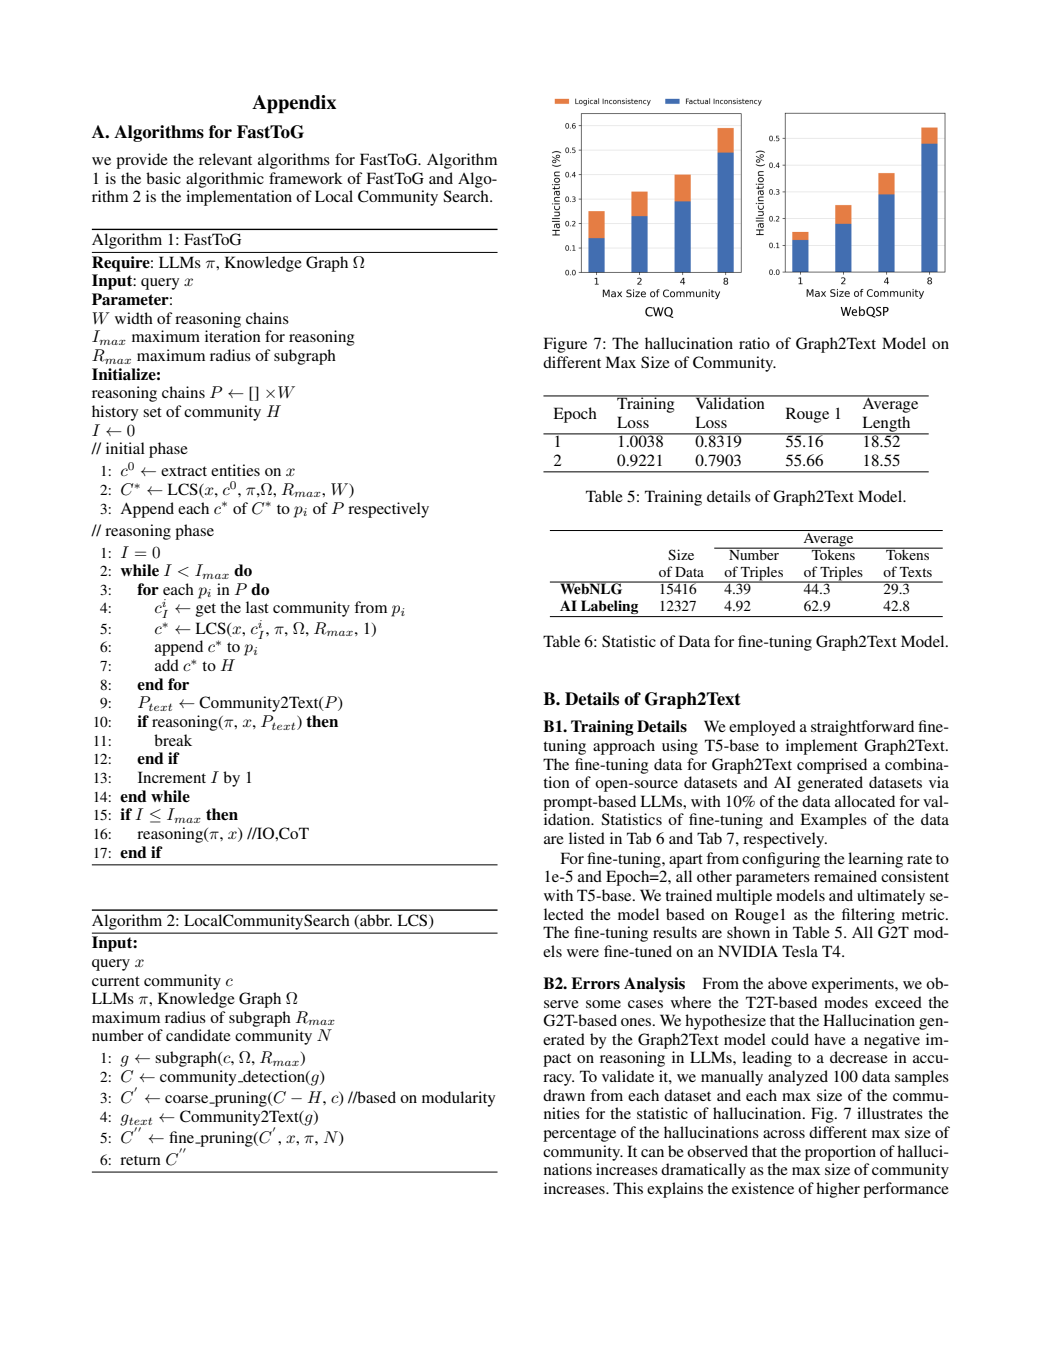 Appendix
A. Algorithms for FastToG
we provide the relevant algorithms for FastToG. Algorithm
1 is the basic algorithmic framework of FastToG and Algo-
rithm 2 is the implementation of Local Community Search.
Algorithm 1: FastToG
Require: LLMs π, Knowledge Graph Ω
Input: query x
Parameter:
W width of reasoning chains
I_max maximum iteration for reasoning
R_max maximum radius of subgraph
Initialize:
reasoning chains P ← [] ×W
history set of community H
I ← 0
// initial phase
1: c^0 ← extract entities on x
2: C* ← LCS(x, c^0, π,Ω, R_max, W)
3: Append each c* of C* to p_i of P respectively
// reasoning phase
1: I = 0
2: while I < I_max do
3: for each p_i in P do
4: c_I^i ← get the last community from p_i
5: c* ← LCS(x, c_I^i, π, Ω, R_max, 1)
6: append c* to p_i
7: add c* to H
8: end for
9: P_text ← Community2Text(P)
10: if reasoning(π, x, P_text) then
11: break
12: end if
13: Increment I by 1
14: end while
15: if I ≤ I_max then
16: reasoning(π, x) //IO,CoT
17: end if
Algorithm 2: LocalCommunitySearch (abbr. LCS)
Input:
query x
current community c
LLMs π, Knowledge Graph Ω
maximum radius of subgraph R_max
number of candidate community N
1: g ← subgraph(c, Ω, R_max)
2: C ← community_detection(g)
3: C′ ← coarse_pruning(C − H, c) //based on modularity
4: g_text ← Community2Text(g)
5: C′′ ← fine_pruning(C′, x, π, N)
6: return C′′
Logical Inconsistency Factual Inconsistency
Hallucination (%)
0.6
0.5
0.4
0.3
0.2
0.1
0.0
1 2 4 8
Max Size of Community
CWQ
Hallucination (%)
0.5
0.4
0.3
0.2
0.1
0.0
1 2 4 8
Max Size of Community
WebQSP
Figure 7: The hallucination ratio of Graph2Text Model on
different Max Size of Community.
Epoch Training Loss Validation Loss Rouge 1 Average Length
1 1.0038 0.8319 55.16 18.52
2 0.9221 0.7903 55.66 18.55
Table 5: Training details of Graph2Text Model.
Average
Size Number Tokens Tokens
of Data of Triples of Triples of Texts
WebNLG 15416 4.39 44.3 29.3
AI Labeling 12327 4.92 62.9 42.8
Table 6: Statistic of Data for fine-tuning Graph2Text Model.
B. Details of Graph2Text
B1. Training Details We employed a straightforward fine-
tuning approach using T5-base to implement Graph2Text.
The fine-tuning data for Graph2Text comprised a combina-
tion of open-source datasets and AI generated datasets via
prompt-based LLMs, with 10% of the data allocated for val-
idation. Statistics of fine-tuning and Examples of the data
are listed in Tab 6 and Tab 7, respectively.
For fine-tuning, apart from configuring the learning rate to
1e-5 and Epoch=2, all other parameters remained consistent
with T5-base. We trained multiple models and ultimately se-
lected the model based on Rouge1 as the filtering metric.
The fine-tuning results are shown in Table 5. All G2T mod-
els were fine-tuned on an NVIDIA Tesla T4.
B2. Errors Analysis From the above experiments, we ob-
serve some cases where the T2T-based modes exceed the
G2T-based ones. We hypothesize that the Hallucination gen-
erated by the Graph2Text model could have a negative im-
pact on reasoning in LLMs, leading to a decrease in accu-
racy. To validate it, we manually analyzed 100 data samples
drawn from each dataset and each max size of the commu-
nities for the statistic of hallucination. Fig. 7 illustrates the
percentage of the hallucinations across different max size of
community. It can be observed that the proportion of halluci-
nations increases dramatically as the max size of community
increases. This explains the existence of higher performance